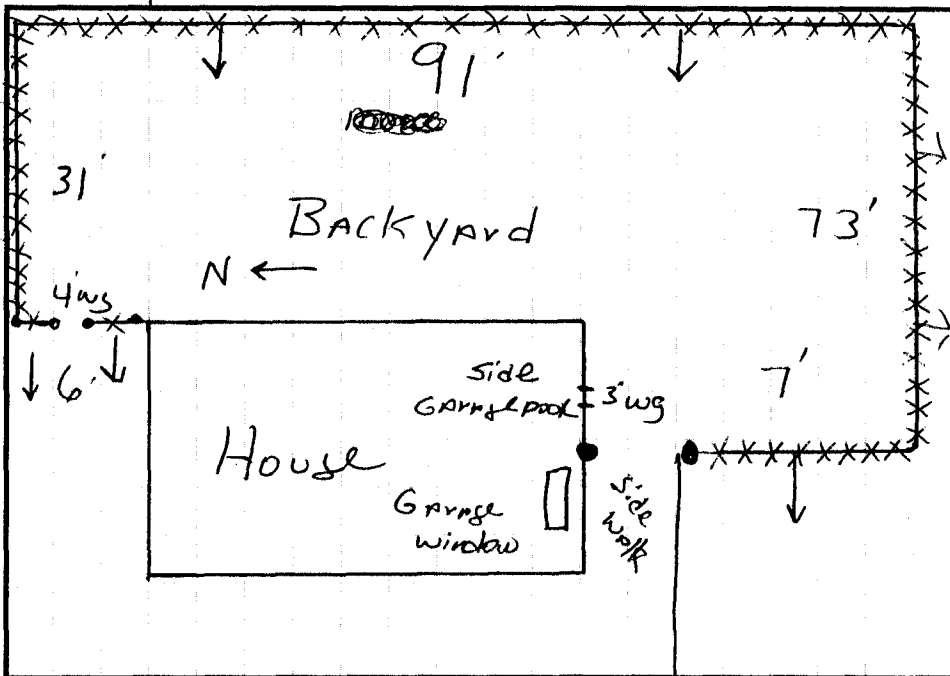 91'
31'
BACKyArd
73'
N
4'wg
6'
7'
side
GArAge Door
3'wg
House
GArAge
window
side
walk